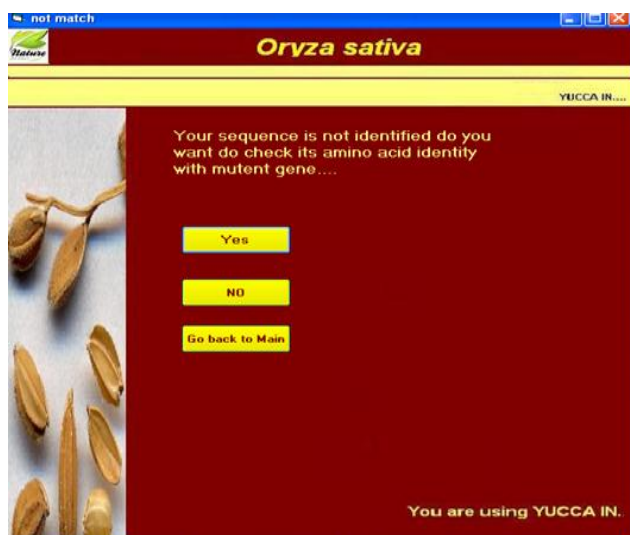 not match
Nature
Oryza sativa
YUCCA IN....
Your sequence is not identified do you
want do check its amino acid identity
with mutent gene....
Yes
NO
Go back to Main
You are using YUCCA IN.